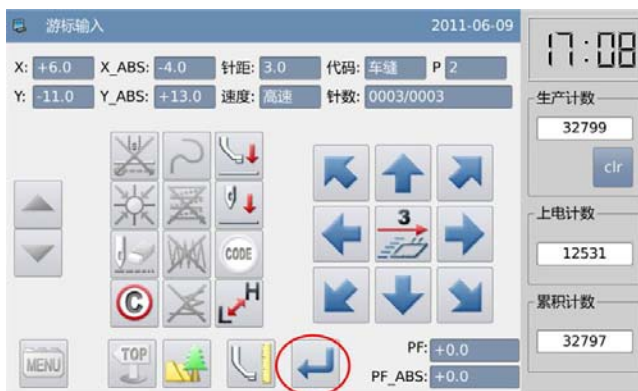 游标输入 2011-06-09
17:08
X: +6.0 X_ABS: -4.0 针距: 3.0 代码: 车缝 P 2
Y: -11.0 Y_ABS: +13.0 速度: 高速 针数: 0003/0003
生产计数
32799
clr
3
上电计数
CODE
12531
C
L H
累积计数
32797
MENU
TOP
PF: +0.0
PF_ABS: +0.0